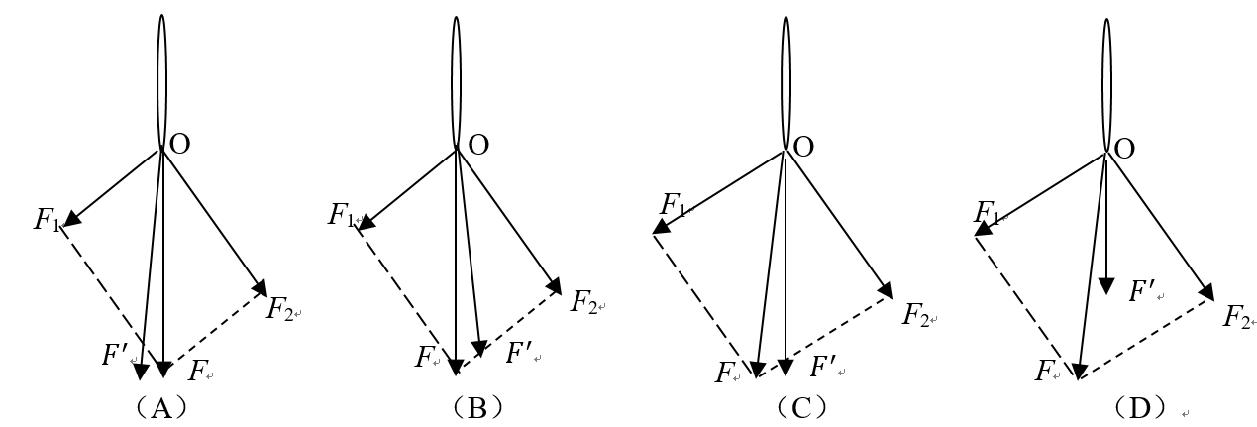 O O O O
F₁ F₁ F₁ F₁
F₂ F₂ F₂ F₂
F′ F F F′ F F′ F F′
（A） （B） （C） （D）